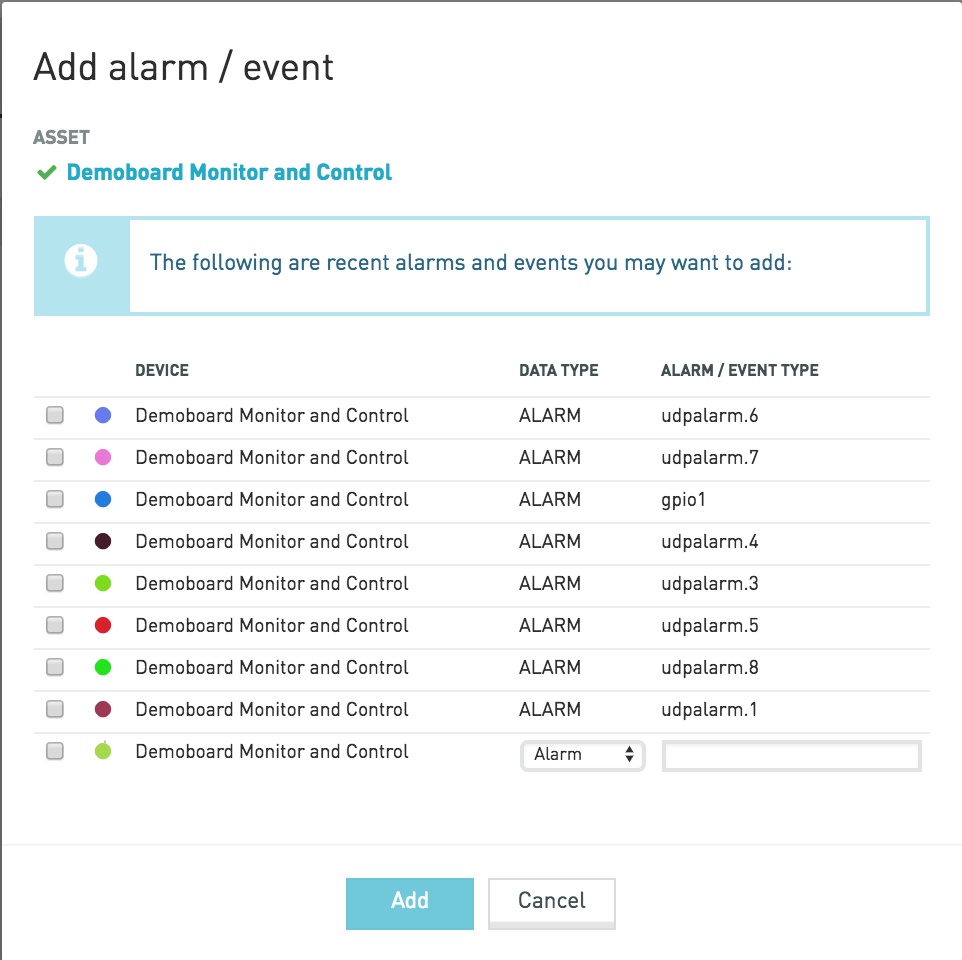 Add alarm / event
ASSET
Demoboard Monitor and Control
The following are recent alarms and events you may want to add:
DEVICE DATA TYPE ALARM / EVENT TYPE
Demoboard Monitor and Control ALARM udpalarm.6
Demoboard Monitor and Control ALARM udpalarm.7
Demoboard Monitor and Control ALARM gpio1
Demoboard Monitor and Control ALARM udpalarm.4
Demoboard Monitor and Control ALARM udpalarm.3
Demoboard Monitor and Control ALARM udpalarm.5
Demoboard Monitor and Control ALARM udpalarm.8
Demoboard Monitor and Control ALARM udpalarm.1
Demoboard Monitor and Control Alarm
Add Cancel